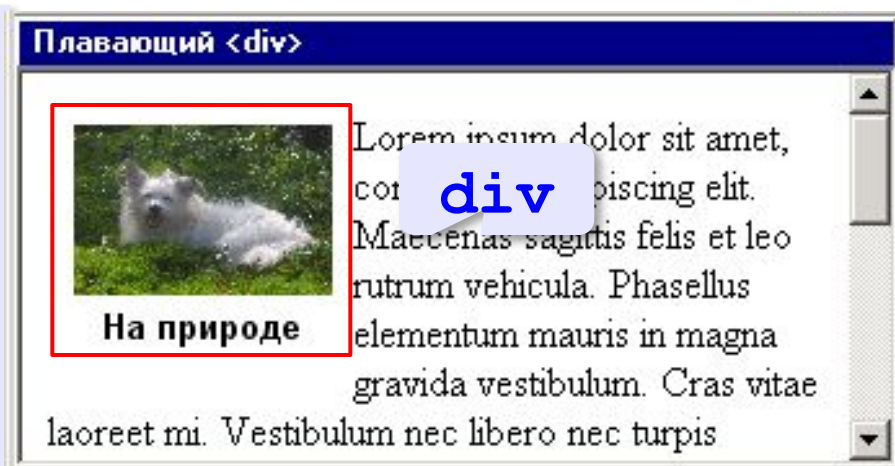 Плавающий <div>
Lorem ipsum dolor sit amet,
div
piscing elit.
Maecenas sagittis felis et leo
rutrum vehicula. Phasellus
На природе
elementum mauris in magna
gravida vestibulum. Cras vitae
laoreet mi. Vestibulum nec libero nec turpis